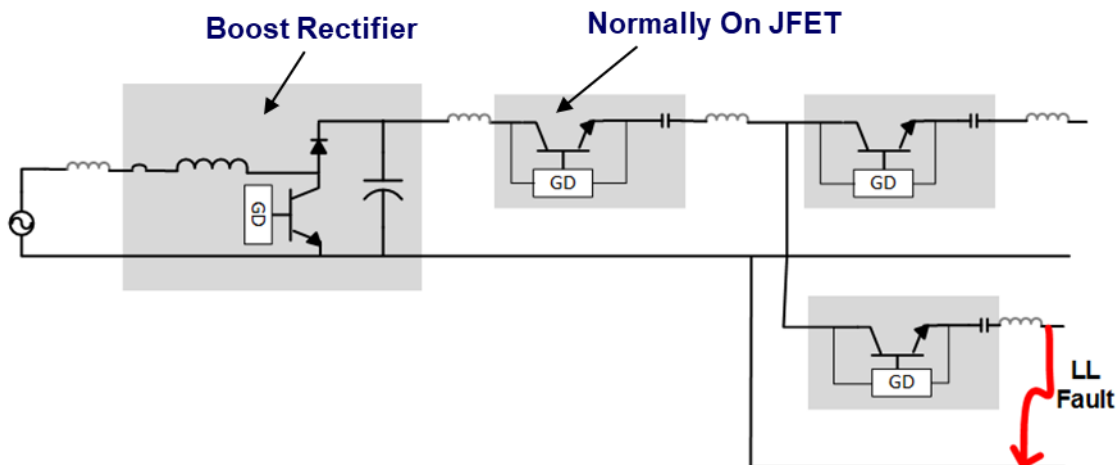 Boost Rectifier
Normally On JFET
GD
GD
GD
GD
LL
Fault